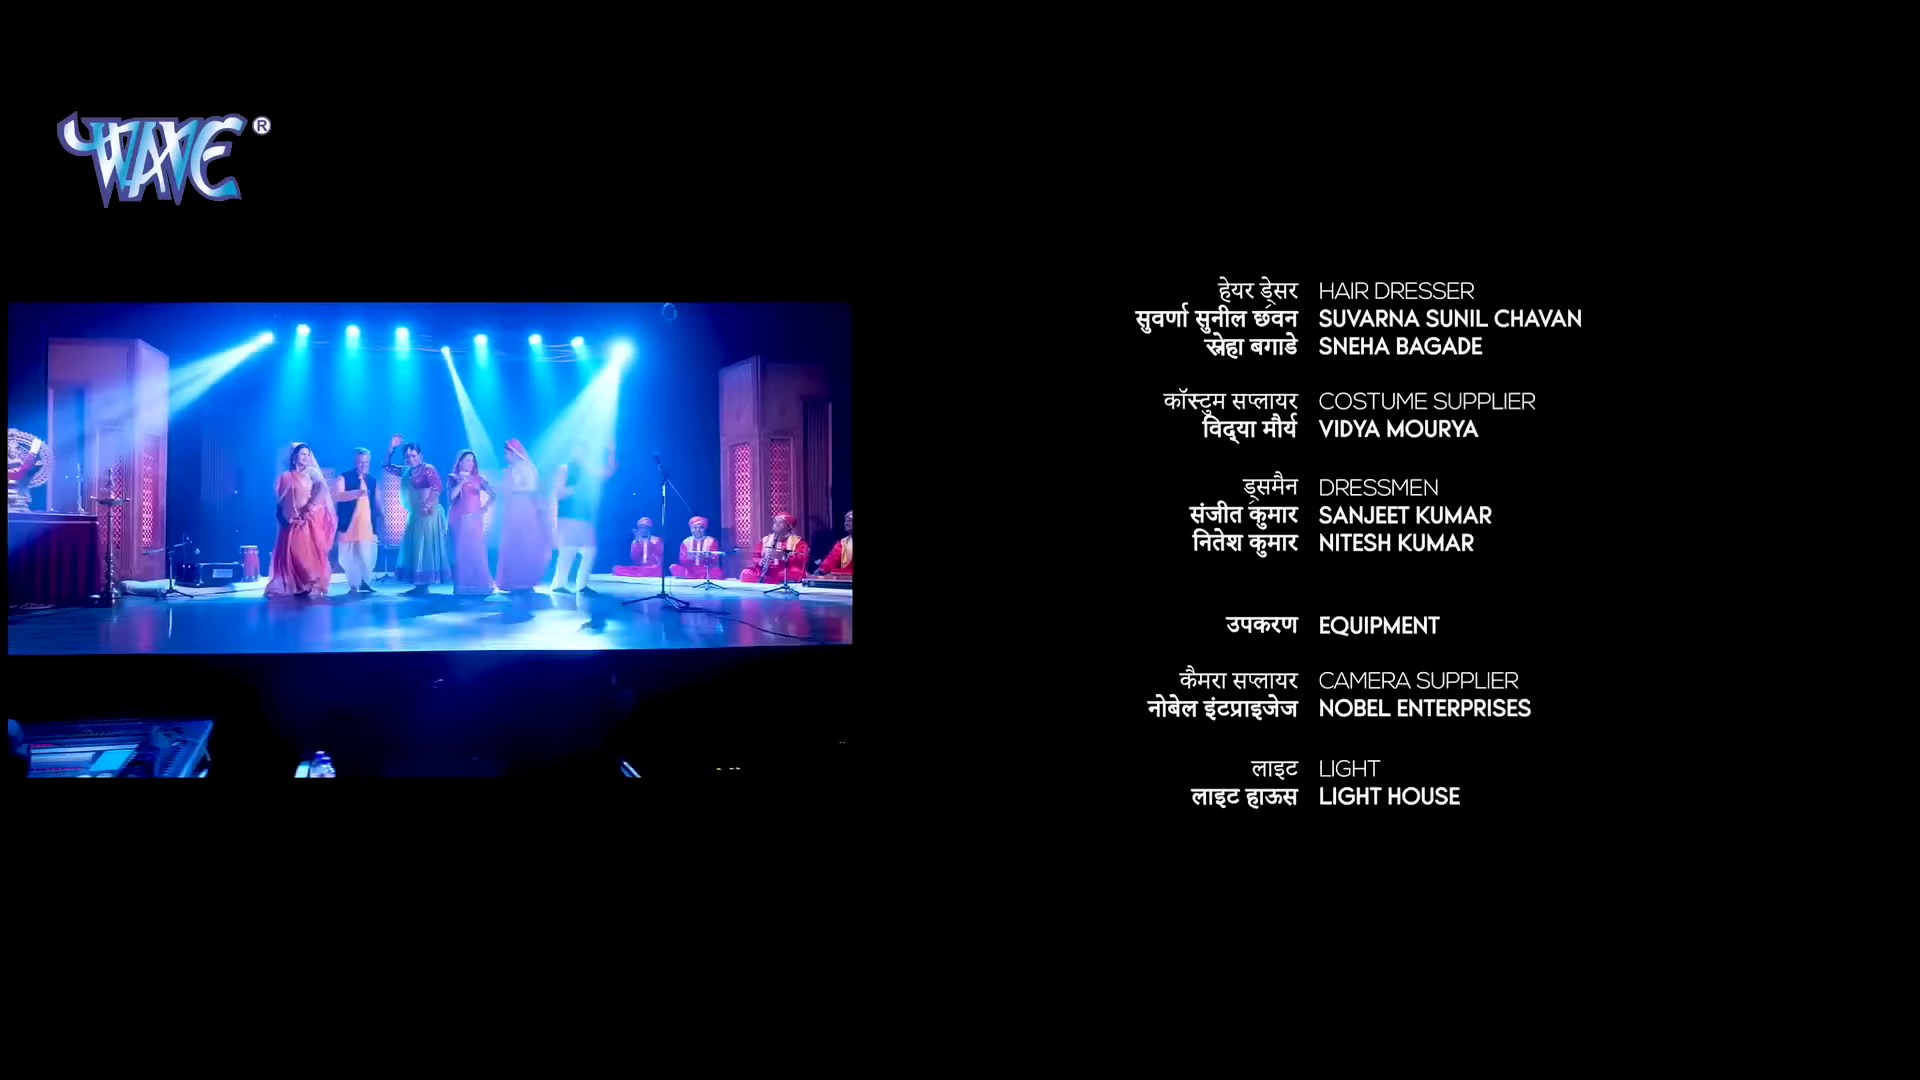 WAVE ®
हेयर ड्रेसर HAIR DRESSER
सुवर्णा सुनील छवन SUVARNA SUNIL CHAVAN
स्नेहा बगाडे SNEHA BAGADE
कॉस्टुम सप्लायर COSTUME SUPPLIER
विद्या मौर्य VIDYA MOURYA
ड्रेसमैन DRESSMEN
संजीत कुमार SANJEET KUMAR
नितेश कुमार NITESH KUMAR
उपकरण EQUIPMENT
कैमरा सप्लायर CAMERA SUPPLIER
नोबेल इंटप्राइजेज NOBEL ENTERPRISES
लाइट LIGHT
लाइट हाऊस LIGHT HOUSE